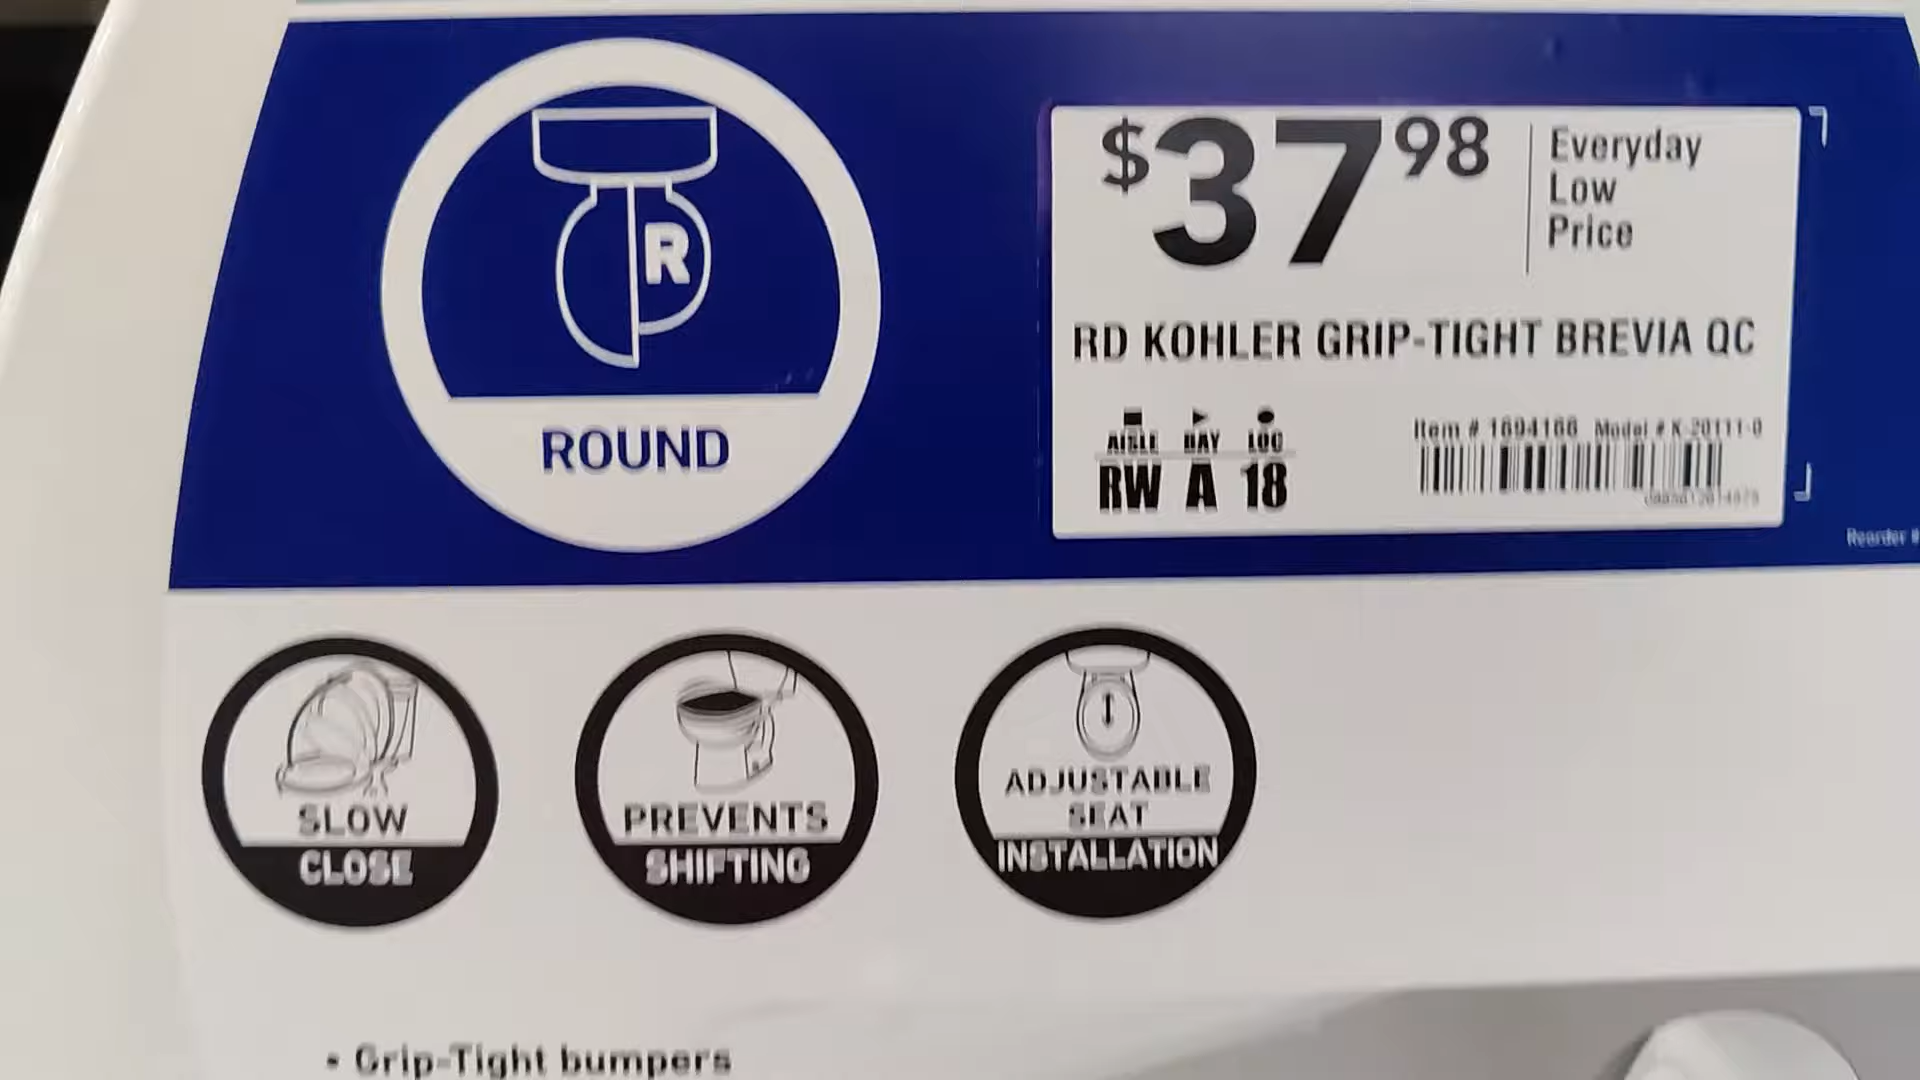 R
ROUND
$37 98
Everyday
Low
Price
RD KOHLER GRIP-TIGHT BREVIA QC
AISLE BAY LOC
RW A 18
Item # 1694166 Model # K-20111-0
Reorder #
SLOW
CLOSE
PREVENTS
SHIFTING
ADJUSTABLE
SEAT
INSTALLATION
• Grip-Tight bumpers